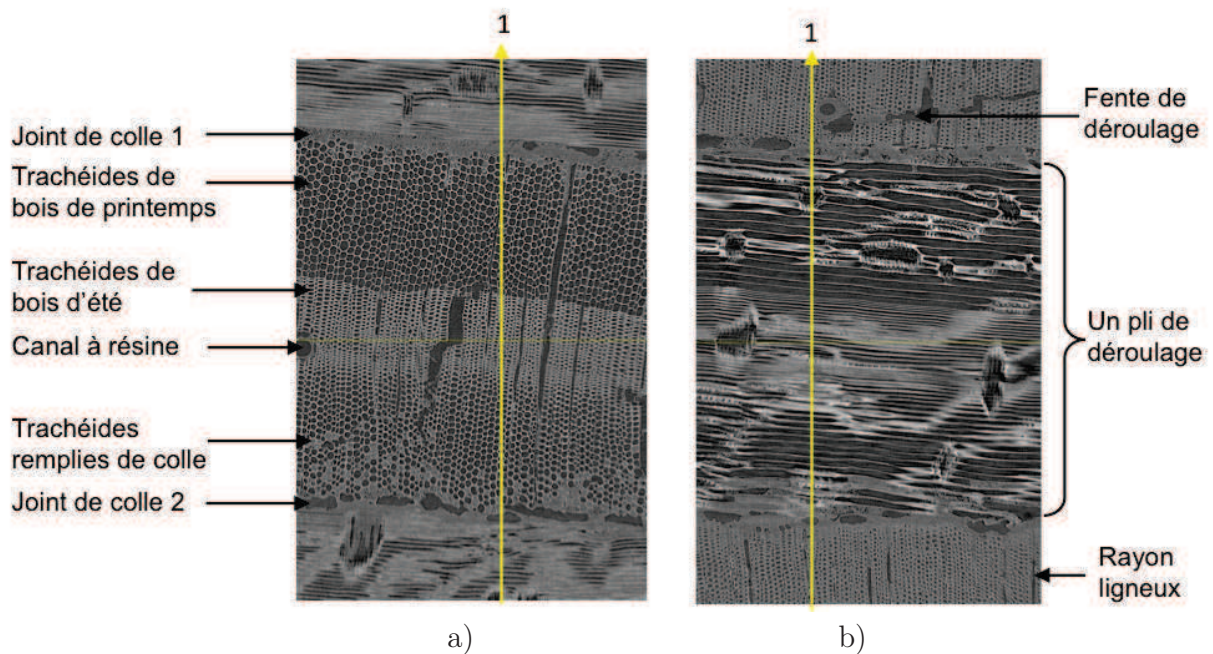 1
Joint de colle 1
Trachéides de
bois de printemps
Trachéides de
bois d'été
Canal à résine
Trachéides
remplies de colle
Joint de colle 2
a)
1
Fente de
déroulage
Un pli de
déroulage
Rayon
ligneux
b)